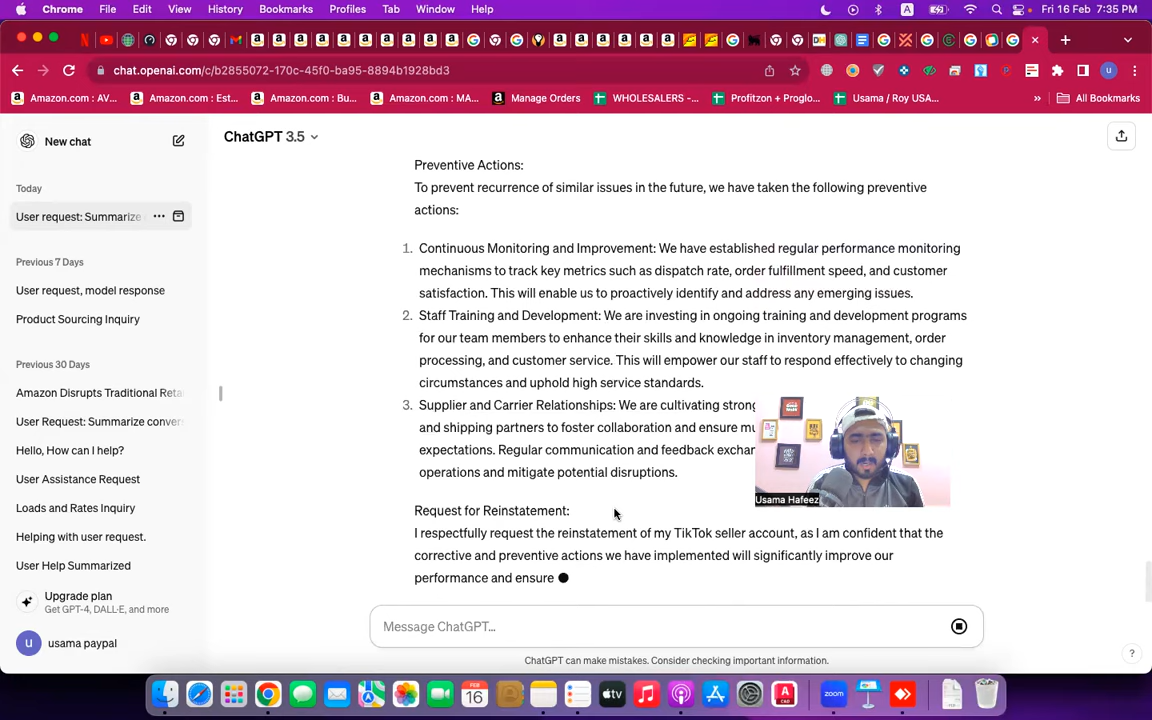 Chrome File Edit View History Bookmarks Profiles Tab Window Help A Fri 16 Feb 7:35 PM
chat.openai.com/c/b2855072-170c-45f0-ba95-8894b1928bd3
Amazon.com : AV... Amazon.com : Est... Amazon.com : Bu... Amazon.com : MA... Manage Orders WHOLESALERS -... Profitzon + Proglo... Usama / Roy USA... » All Bookmarks
New chat
ChatGPT 3.5
Today
User request: Summarize
Previous 7 Days
User request, model response
Product Sourcing Inquiry
Previous 30 Days
Amazon Disrupts Traditional Reta
User Request: Summarize convers
Hello, How can I help?
User Assistance Request
Loads and Rates Inquiry
Helping with user request.
User Help Summarized
Upgrade plan
Get GPT-4, DALL·E, and more
U usama paypal
Preventive Actions:
To prevent recurrence of similar issues in the future, we have taken the following preventive
actions:
1. Continuous Monitoring and Improvement: We have established regular performance monitoring
mechanisms to track key metrics such as dispatch rate, order fulfillment speed, and customer
satisfaction. This will enable us to proactively identify and address any emerging issues.
2. Staff Training and Development: We are investing in ongoing training and development programs
for our team members to enhance their skills and knowledge in inventory management, order
processing, and customer service. This will empower our staff to respond effectively to changing
circumstances and uphold high service standards.
3. Supplier and Carrier Relationships: We are cultivating strong
and shipping partners to foster collaboration and ensure mu
expectations. Regular communication and feedback exchan
operations and mitigate potential disruptions.
Usama Hafeez
Request for Reinstatement:
I respectfully request the reinstatement of my TikTok seller account, as I am confident that the
corrective and preventive actions we have implemented will significantly improve our
performance and ensure
Message ChatGPT...
ChatGPT can make mistakes. Consider checking important information.
?
FEB
16
tv
zoom